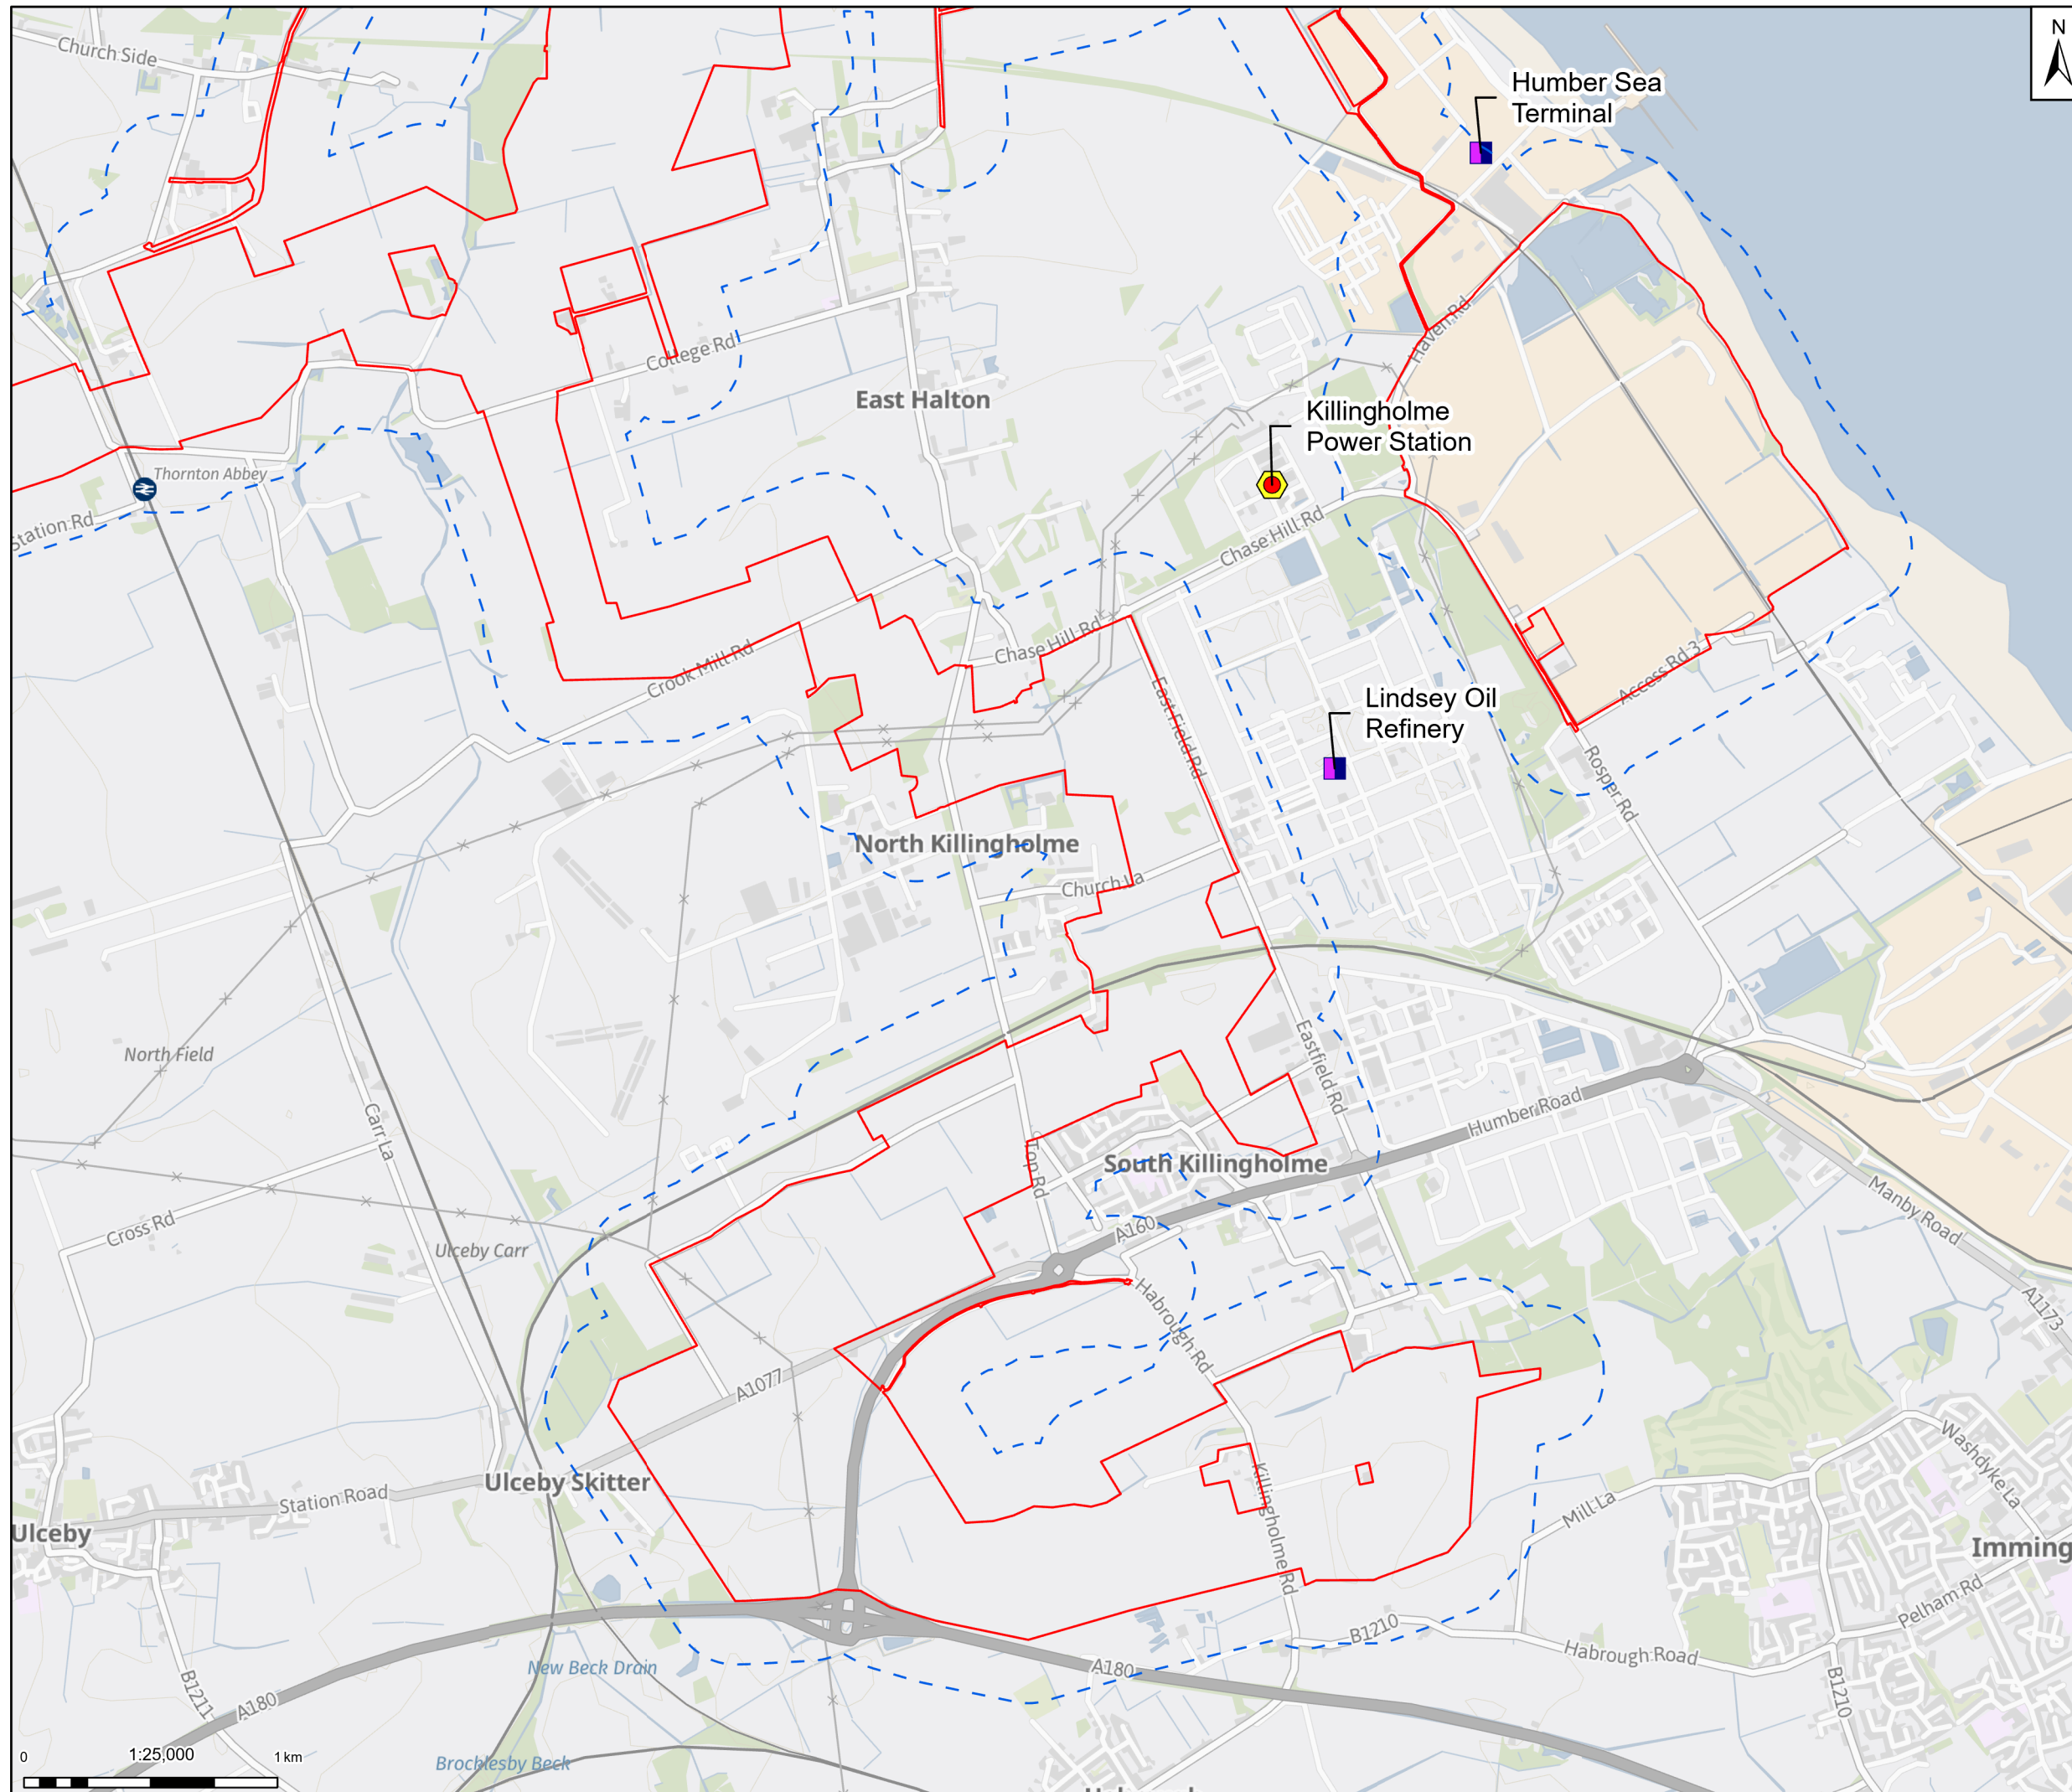 N
Church Side
Humber Sea
Terminal
Haven Rd
College Rd
East Halton
Killingholme
Power Station
Thornton Abbey
Station Rd
Chase Hill Rd
Chase Hill Rd
Crook Mill Rd
Access Rd 3
East Field Rd
Lindsey Oil
Refinery
Rosper Rd
North Killingholme
Church La
North Field
Eastfield Rd
Humber Road
Carr La
Top Rd
South Killingholme
Manby Road
Cross Rd
Ulceby Carr
A160
Habrough Rd
A1173
A1077
Washdyke La
Ulceby Skitter
Station Road
Killingholme Rd
Mill La
Ulceby
Imming
Pelham Rd
B1210
Habrough Road
New Beck Drain
A180
B1211
A180
B1210
0
1:25,000
1 km
Brocklesby Beck